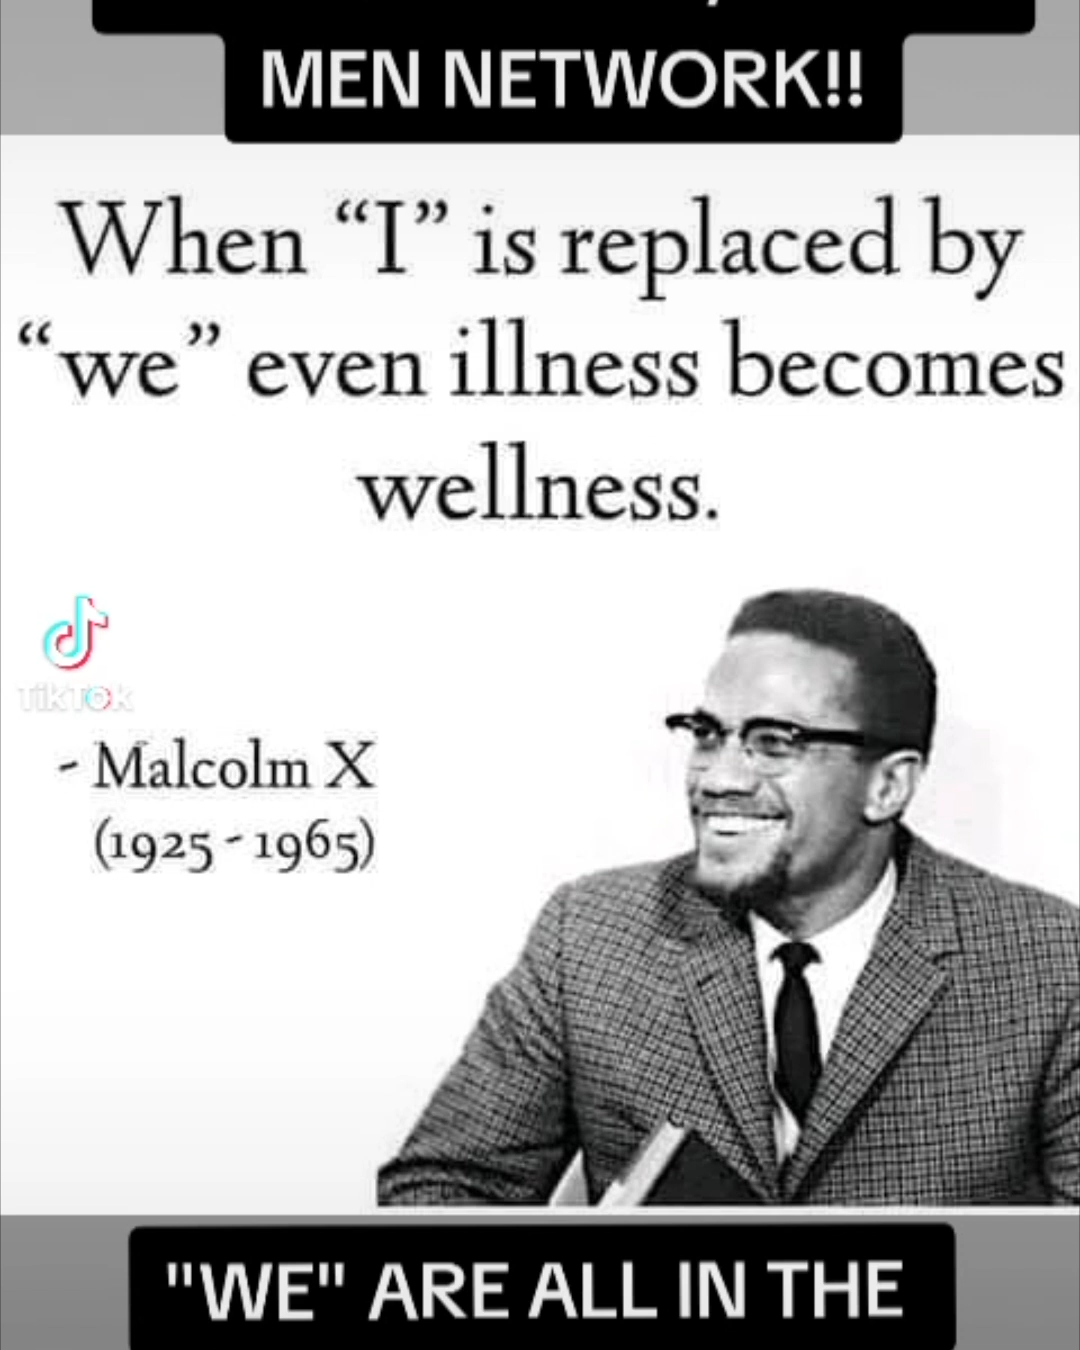 MEN NETWORK!!
When “I” is replaced by
“we” even illness becomes
wellness.
TikTok
- Malcolm X
(1925 - 1965)
"WE" ARE ALL IN THE